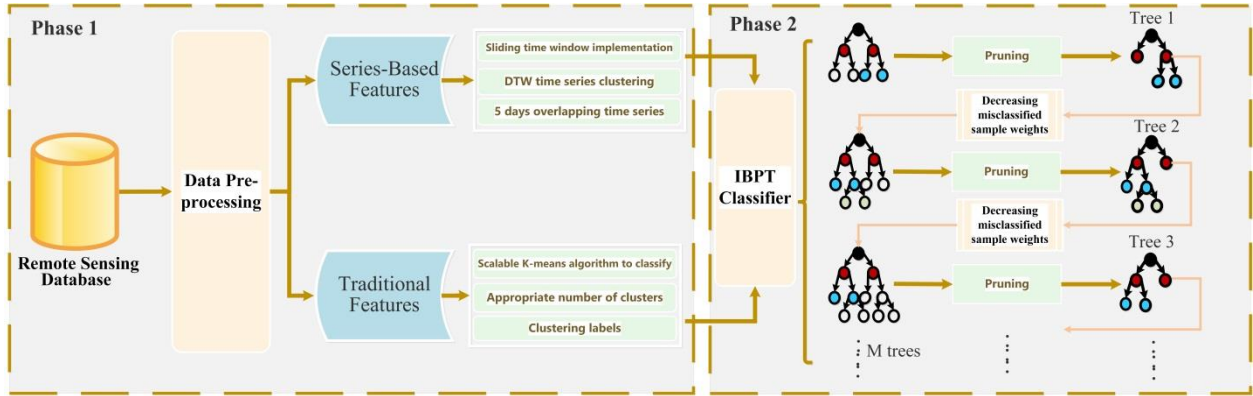 Phase 1
Remote Sensing
Database
Data Pre-
processing
Series-Based
Features
Sliding time window implementation
DTW time series clustering
5 days overlapping time series
Traditional
Features
Scalable K-means algorithm to classify
Appropriate number of clusters
Clustering labels
Phase 2
IBPT
Classifier
Pruning
Tree 1
Decreasing
misclassified
sample weights
Pruning
Tree 2
Decreasing
misclassified
sample weights
Pruning
Tree 3
M trees